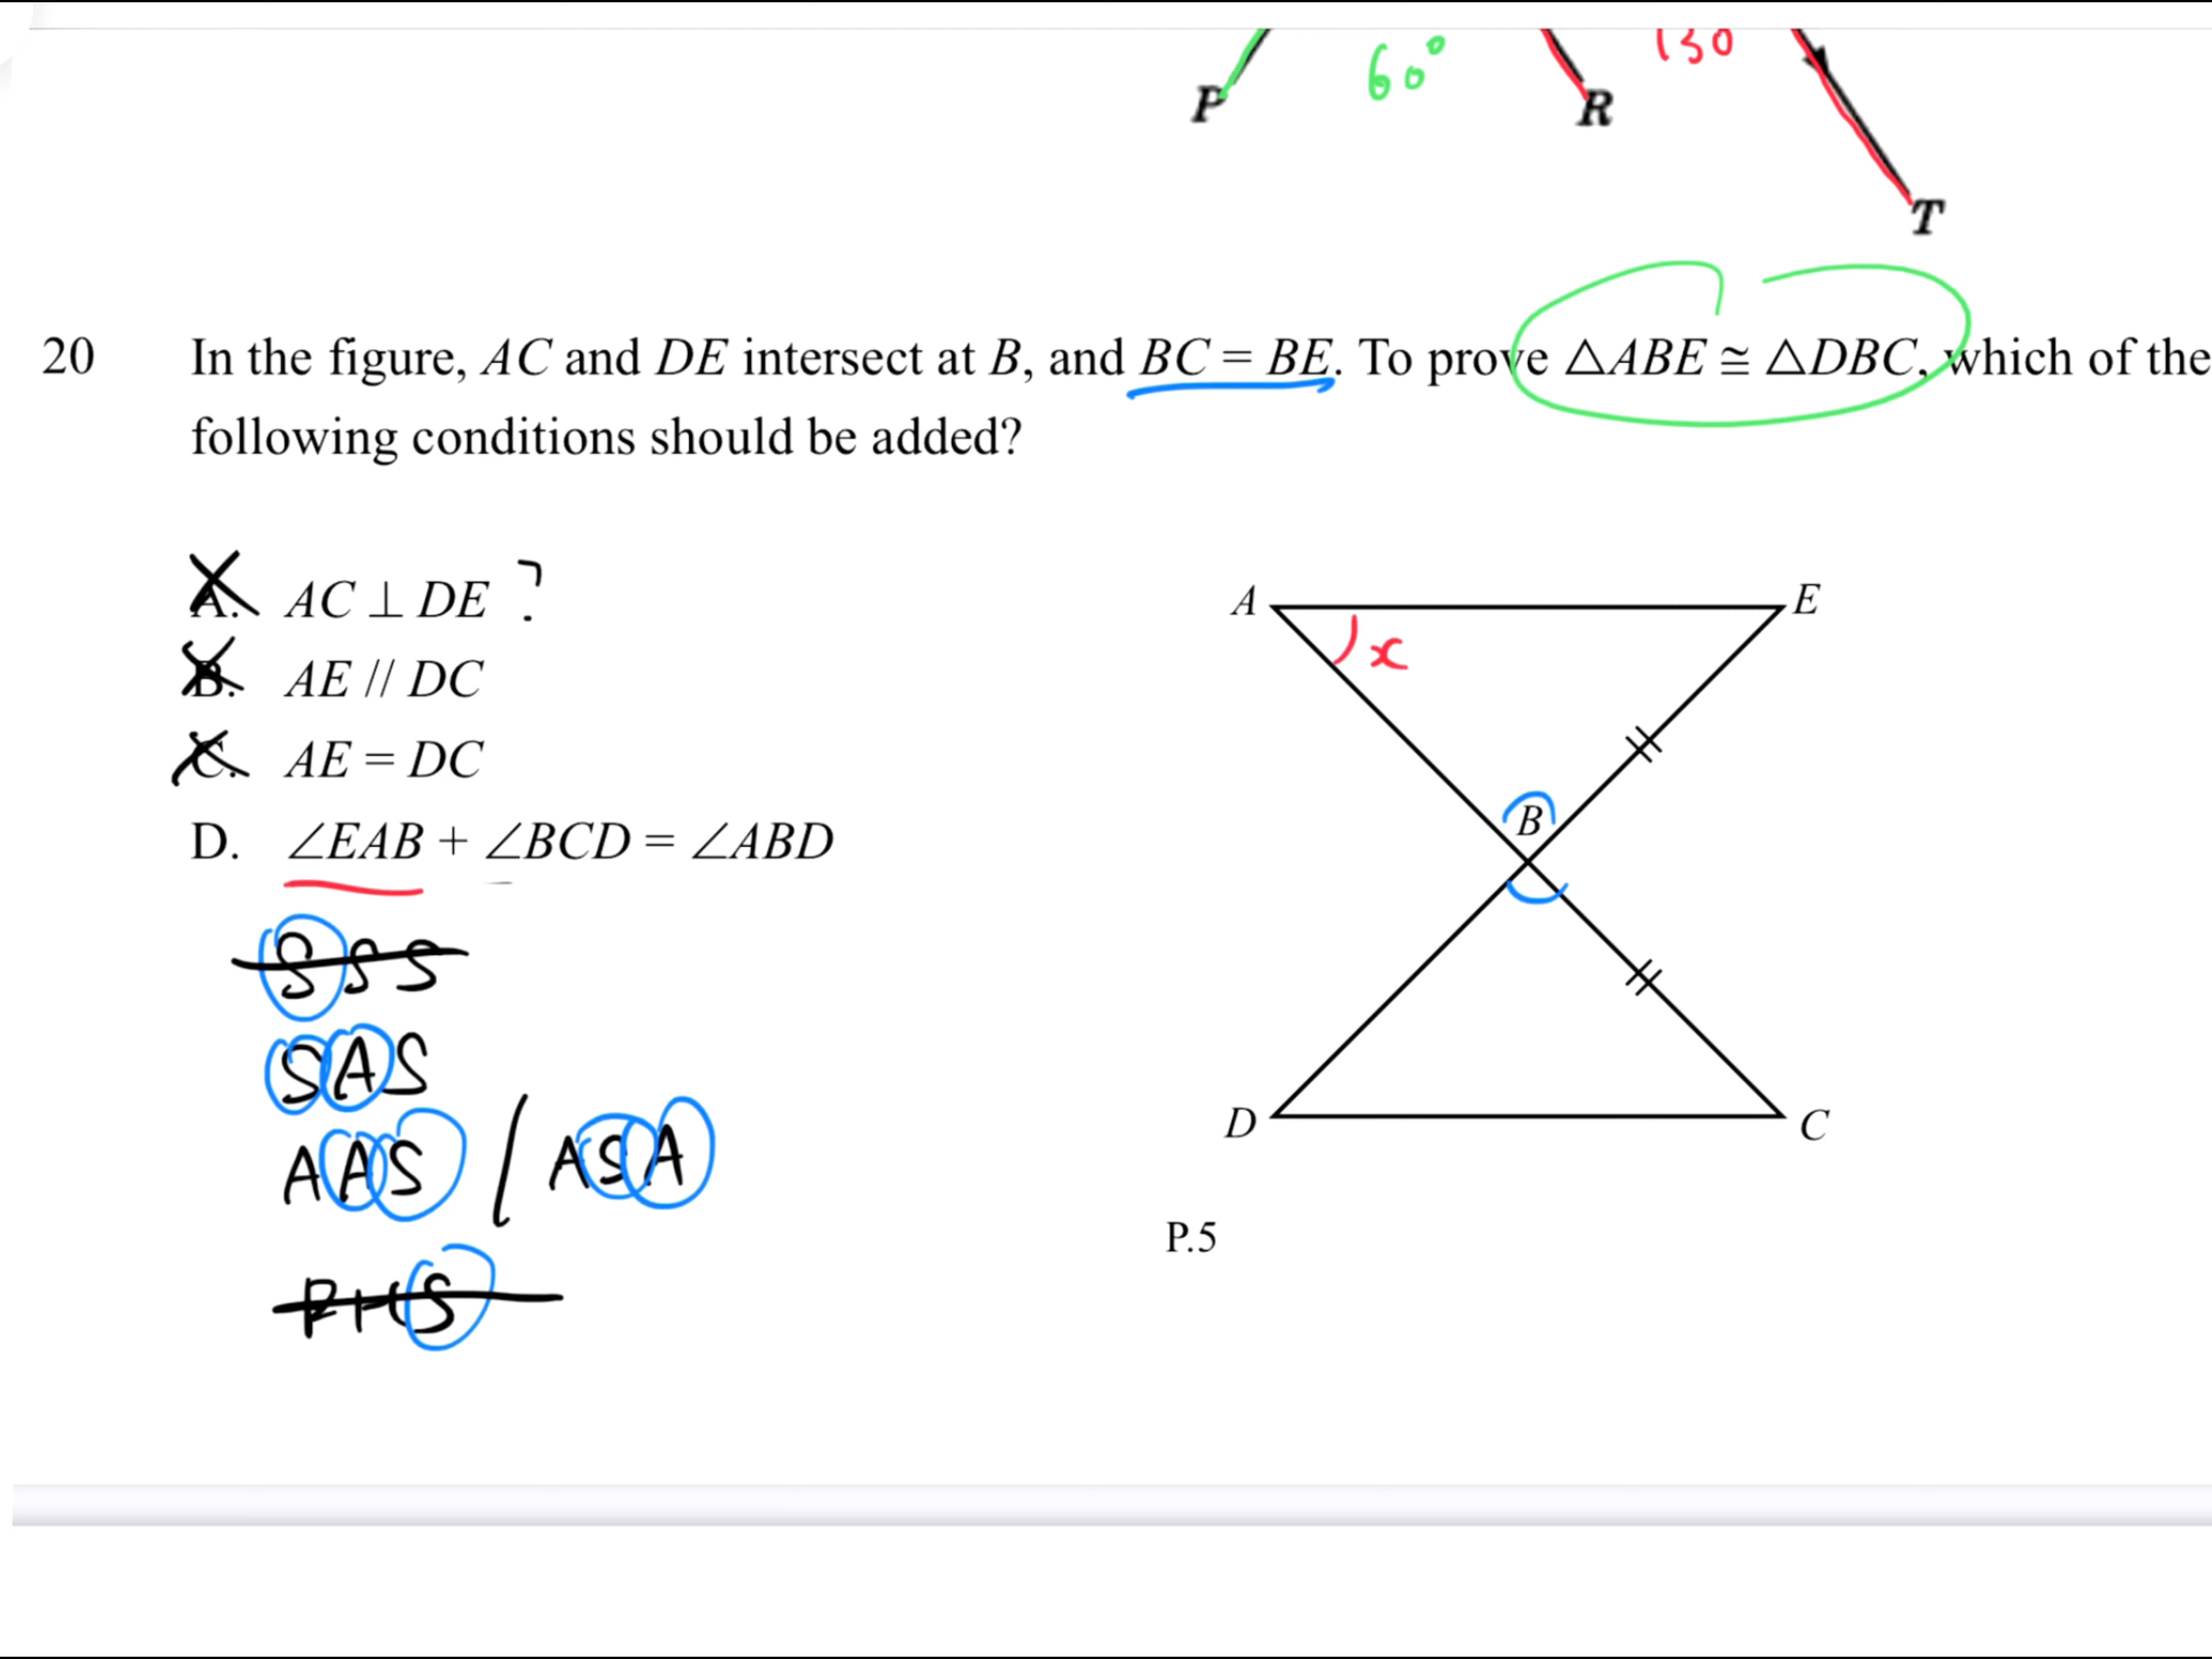 60°
130
P
R
T
20 In the figure, AC and DE intersect at B, and BC = BE. To prove △ABE ≅ △DBC, which of the
following conditions should be added?
A. AC ⊥ DE ?
B. AE // DC
C. AE = DC
D. ∠EAB + ∠BCD = ∠ABD
A
E
x
B
D
C
SSS
SAS
AAS / ASA
RHS
P.5